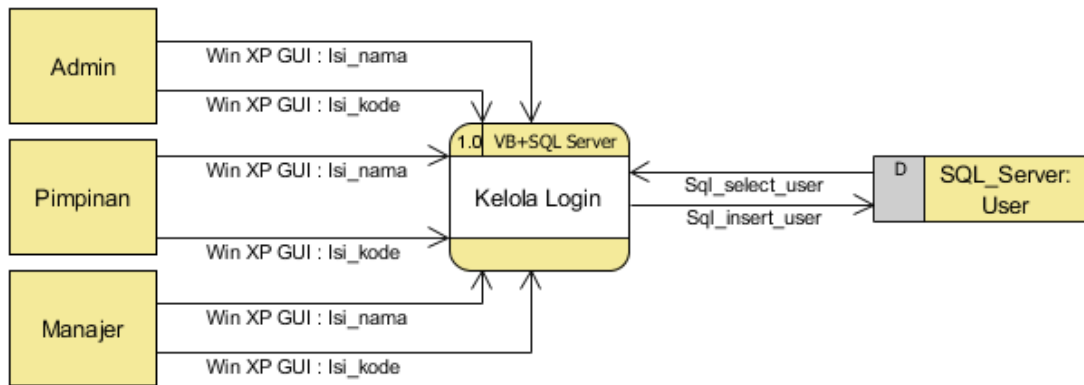 Admin
Win XP GUI : Isi_nama
Win XP GUI : Isi_kode
Pimpinan
Win XP GUI : Isi_nama
Win XP GUI : Isi_kode
Manajer
Win XP GUI : Isi_nama
Win XP GUI : Isi_kode
1.0 VB+SQL Server
Kelola Login
Sql_select_user
Sql_insert_user
D
SQL_Server:
User